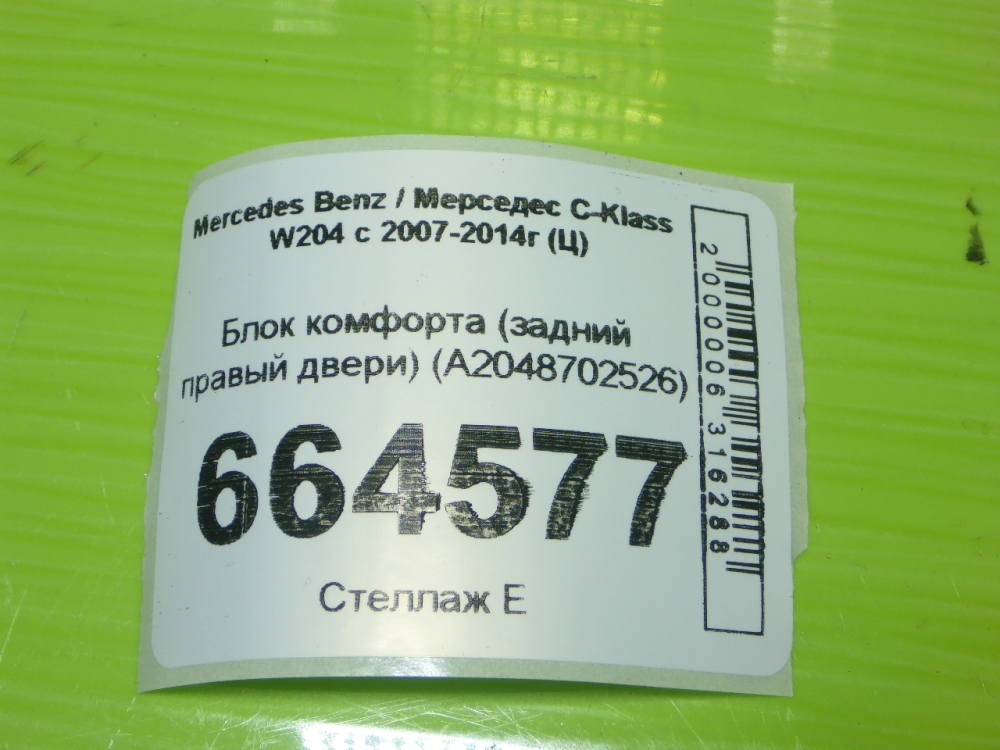 Mercedes Benz / Мерседес C-Klass
W204 с 2007-2014г (Ц)
Блок комфорта (задний
правый двери) (A2048702526)
664577
Стеллаж E
2000006316288